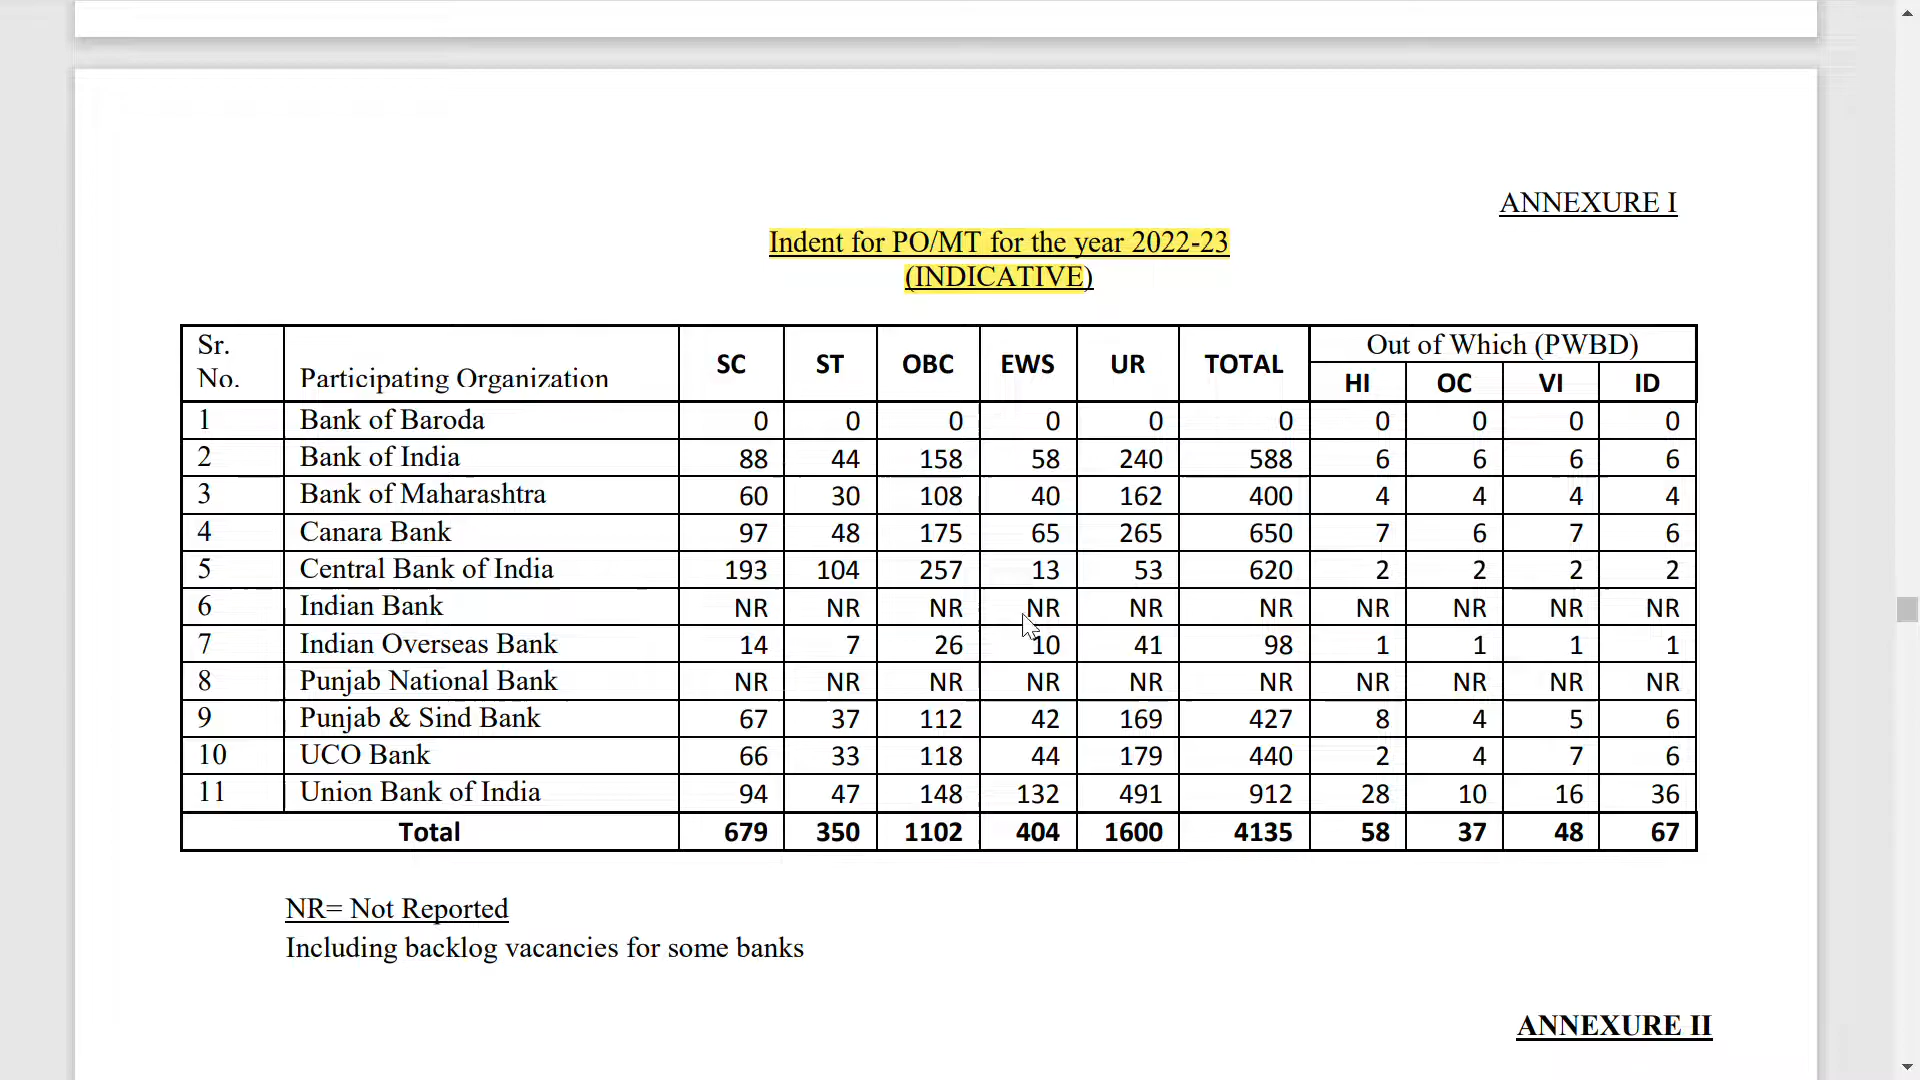 ANNEXURE I
Indent for PO/MT for the year 2022-23
(INDICATIVE)
Sr. No. Participating Organization SC ST OBC EWS UR TOTAL Out of Which (PWBD)
HI OC VI ID
1 Bank of Baroda 0 0 0 0 0 0 0 0 0 0
2 Bank of India 88 44 158 58 240 588 6 6 6 6
3 Bank of Maharashtra 60 30 108 40 162 400 4 4 4 4
4 Canara Bank 97 48 175 65 265 650 7 6 7 6
5 Central Bank of India 193 104 257 13 53 620 2 2 2 2
6 Indian Bank NR NR NR NR NR NR NR NR NR NR
7 Indian Overseas Bank 14 7 26 10 41 98 1 1 1 1
8 Punjab National Bank NR NR NR NR NR NR NR NR NR NR
9 Punjab & Sind Bank 67 37 112 42 169 427 8 4 5 6
10 UCO Bank 66 33 118 44 179 440 2 4 7 6
11 Union Bank of India 94 47 148 132 491 912 28 10 16 36
Total 679 350 1102 404 1600 4135 58 37 48 67
NR= Not Reported
Including backlog vacancies for some banks
ANNEXURE II